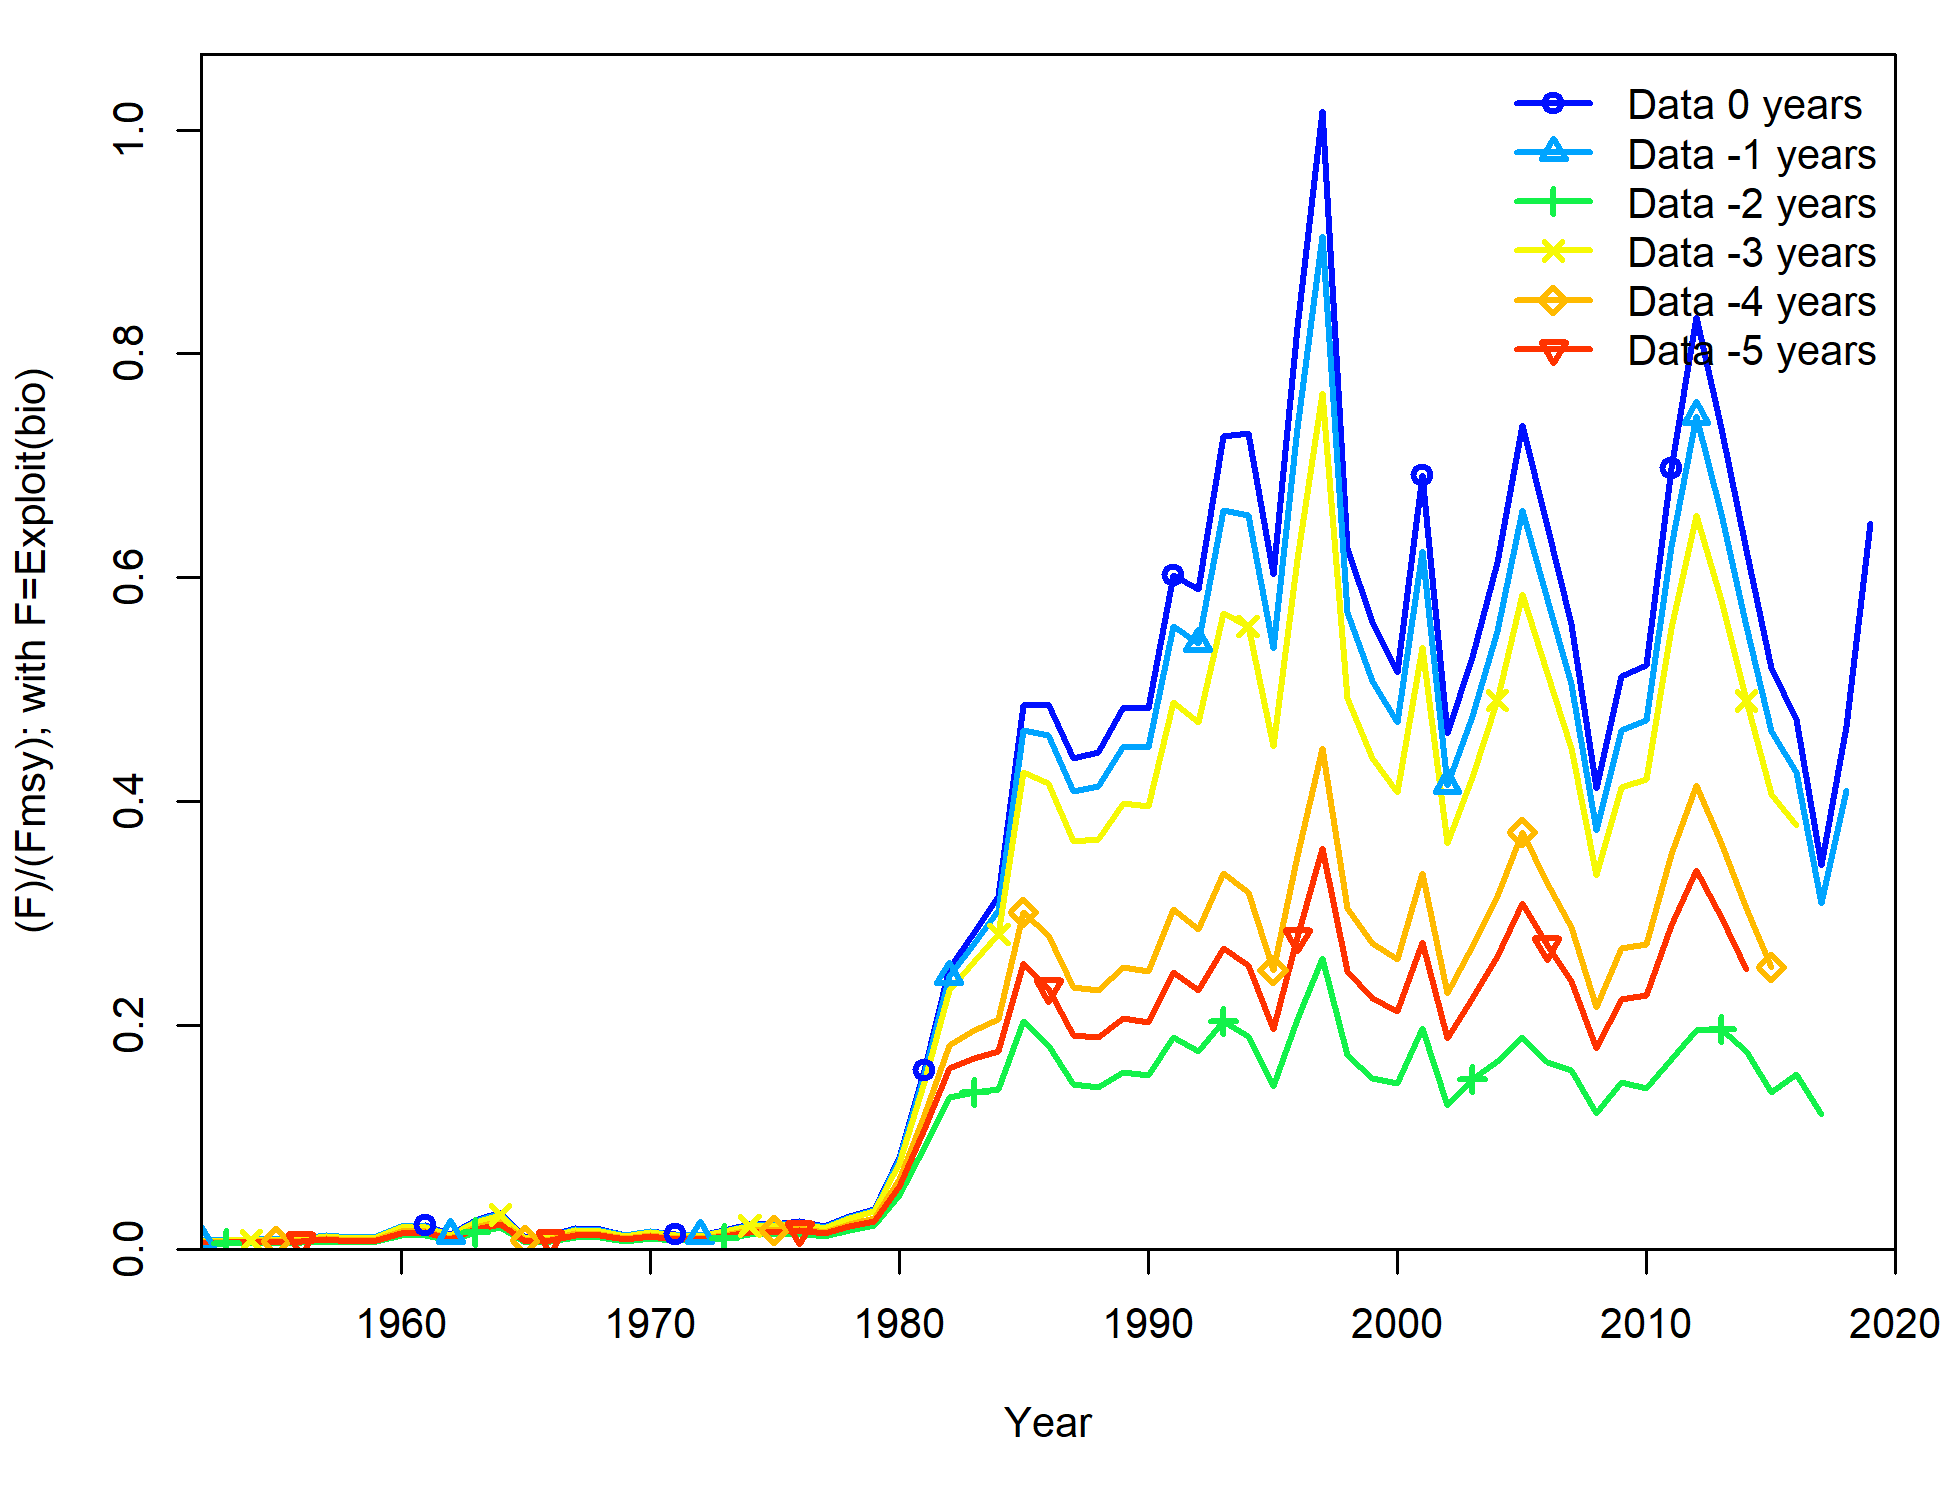 (F)/(Fmsy); with F=Exploit(bio)
1.0
0.8
0.6
0.4
0.2
0.0
Data 0 years
Data -1 years
Data -2 years
Data -3 years
Data -4 years
Data -5 years
1960 1970 1980 1990 2000 2010 2020
Year